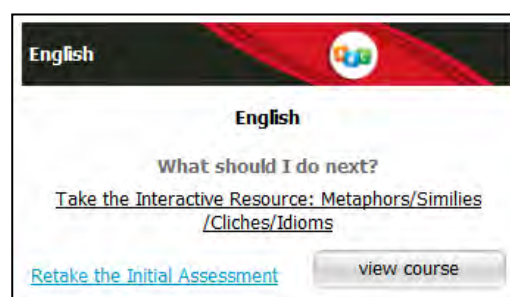 English
English
What should I do next?
Take the Interactive Resource: Metaphors/Similies
/Cliches/Idioms
Retake the Initial Assessment
view course